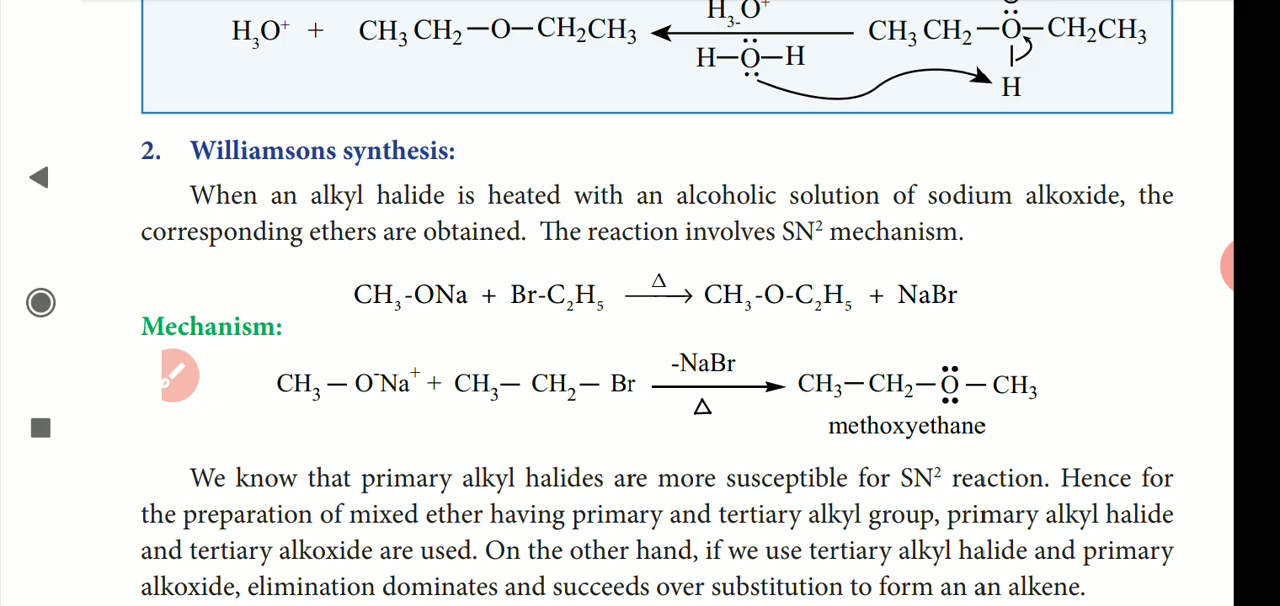 H₃O⁺
H₃O⁺ + CH₃ CH₂—O—CH₂CH₃ CH₃ CH₂—O—CH₂CH₃
H—O—H
H
2. Williamsons synthesis:
When an alkyl halide is heated with an alcoholic solution of sodium alkoxide, the
corresponding ethers are obtained. The reaction involves SN² mechanism.
Δ
CH₃-ONa + Br-C₂H₅ ⟶ CH₃-O-C₂H₅ + NaBr
Mechanism:
-NaBr
CH₃ — O⁻Na⁺ + CH₃— CH₂— Br ⟶ CH₃—CH₂—O — CH₃
Δ
methoxyethane
We know that primary alkyl halides are more susceptible for SN² reaction. Hence for
the preparation of mixed ether having primary and tertiary alkyl group, primary alkyl halide
and tertiary alkoxide are used. On the other hand, if we use tertiary alkyl halide and primary
alkoxide, elimination dominates and succeeds over substitution to form an an alkene.